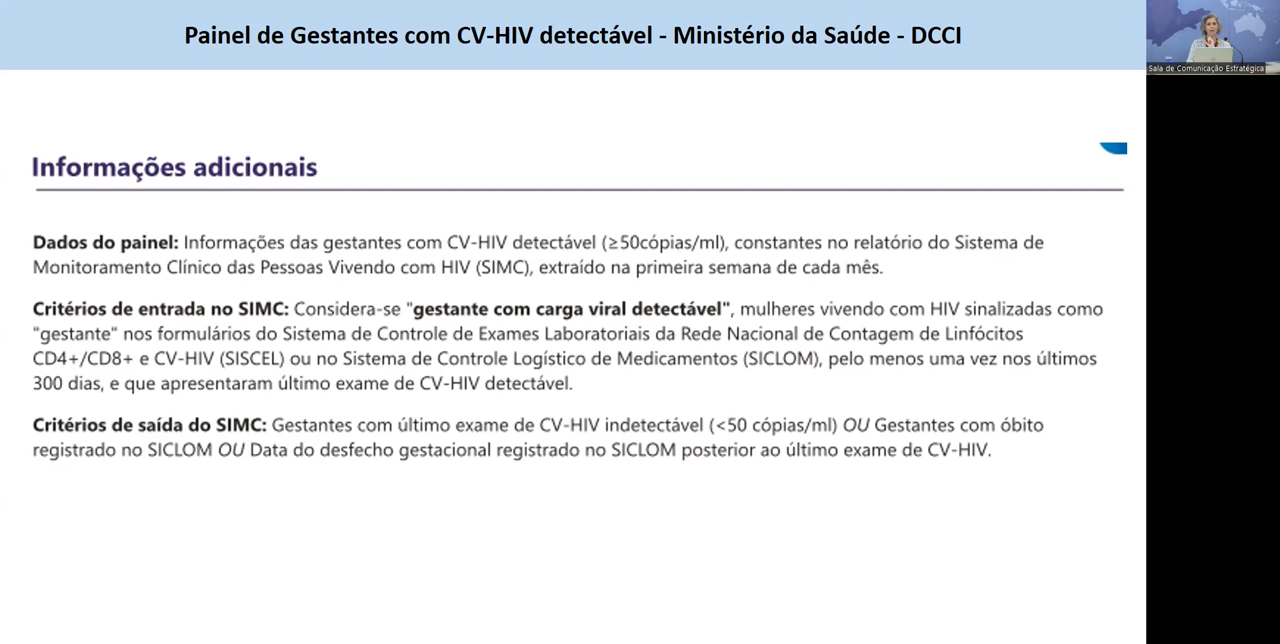 Painel de Gestantes com CV-HIV detectável - Ministério da Saúde - DCCI
Sala de Comunicação Estratégica
Informações adicionais
Dados do painel: Informações das gestantes com CV-HIV detectável (≥50cópias/ml), constantes no relatório do Sistema de
Monitoramento Clínico das Pessoas Vivendo com HIV (SIMC), extraído na primeira semana de cada mês.
Critérios de entrada no SIMC: Considera-se "gestante com carga viral detectável", mulheres vivendo com HIV sinalizadas como
"gestante" nos formulários do Sistema de Controle de Exames Laboratoriais da Rede Nacional de Contagem de Linfócitos
CD4+/CD8+ e CV-HIV (SISCEL) ou no Sistema de Controle Logístico de Medicamentos (SICLOM), pelo menos uma vez nos últimos
300 dias, e que apresentaram último exame de CV-HIV detectável.
Critérios de saída do SIMC: Gestantes com último exame de CV-HIV indetectável (<50 cópias/ml) OU Gestantes com óbito
registrado no SICLOM OU Data do desfecho gestacional registrado no SICLOM posterior ao último exame de CV-HIV.